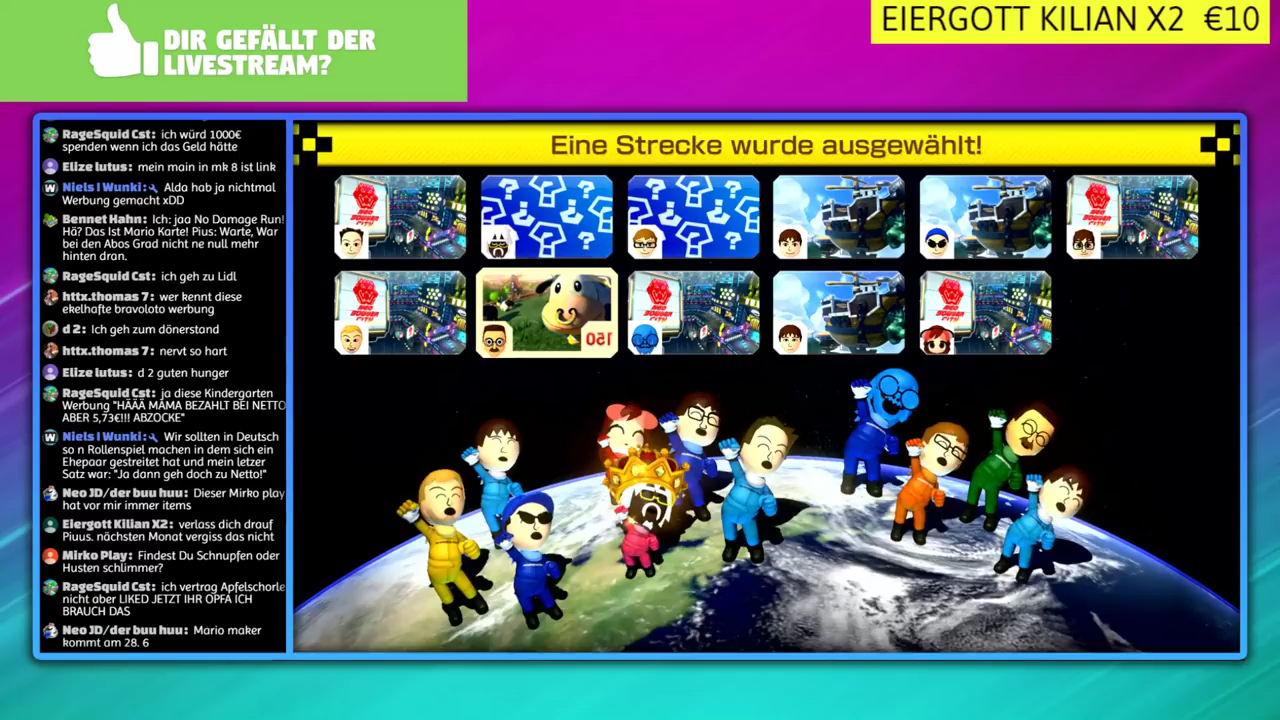 DIR GEFÄLLT DER
LIVESTREAM?
EIERGOTT KILIAN X2 €10
RageSquid Cst: ich würd 1000€
spenden wenn ich das Geld hätte
Elize lutus: mein main in mk 8 ist link
Niels | Wunki: Alda hab ja nichtmal
Werbung gemacht xDD
Bennet Hahn: Ich: jaa No Damage Run!
Hö? Das Ist Mario Karte! Pius: Warte, War
bei den Abos Grad nicht ne null mehr
hinten dran.
RageSquid Cst: ich geh zu Lidl
httx.thomas 7: wer kennt diese
ekelhafte bravoloto werbung
d 2: Ich geh zum dönerstand
httx.thomas 7: nervt so hart
Elize lutus: d 2 guten hunger
RageSquid Cst: ja diese Kindergarten
Werbung "HÄÄÄ MAMA BEZAHLT BEI NETTO
ABER 5,73€!!! ABZOCKE"
Niels | Wunki: Wir sollten in Deutsch
so n Rollenspiel machen in dem sich ein
Ehepaar gestreitet hat und mein letzer
Satz war: "Ja dann geh doch zu Netto!"
Neo JD/der buu huu: Dieser Mirko play
hat vor mir immer items
Eiergott Kilian X2: verlass dich drauf
Piuus. nächsten Monat vergiss das nicht
Mirko Play: Findest Du Schnupfen oder
Husten schlimmer?
RageSquid Cst: ich vertrag Apfelschorle
nicht aber LIKED JETZT IHR OPFA ICH
BRAUCH DAS
Neo JD/der buu huu: Mario maker
kommt am 28. 6
Eine Strecke wurde ausgewählt!
150